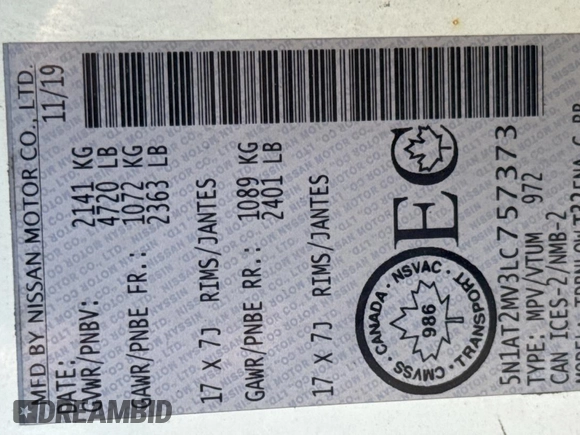 MFD BY NISSAN MOTOR CO., LTD.
DATE: 11/19
GVWR/PNBV: 2141 KG
4720 LB
GAWR/PNBE FR.: 1072 KG
2363 LB
17 X 7J RIMS/JANTES
GAWR/PNBE RR.: 1089 KG
2401 LB
17 X 7J RIMS/JANTES
EC
CANADA · NSVAC · TRANSPORT · CMVSS
986
5N1AT2MV3LC757373
TYPE: MPV/VTUM 972
CAN ICES-2/NMB-2
DREAMBID